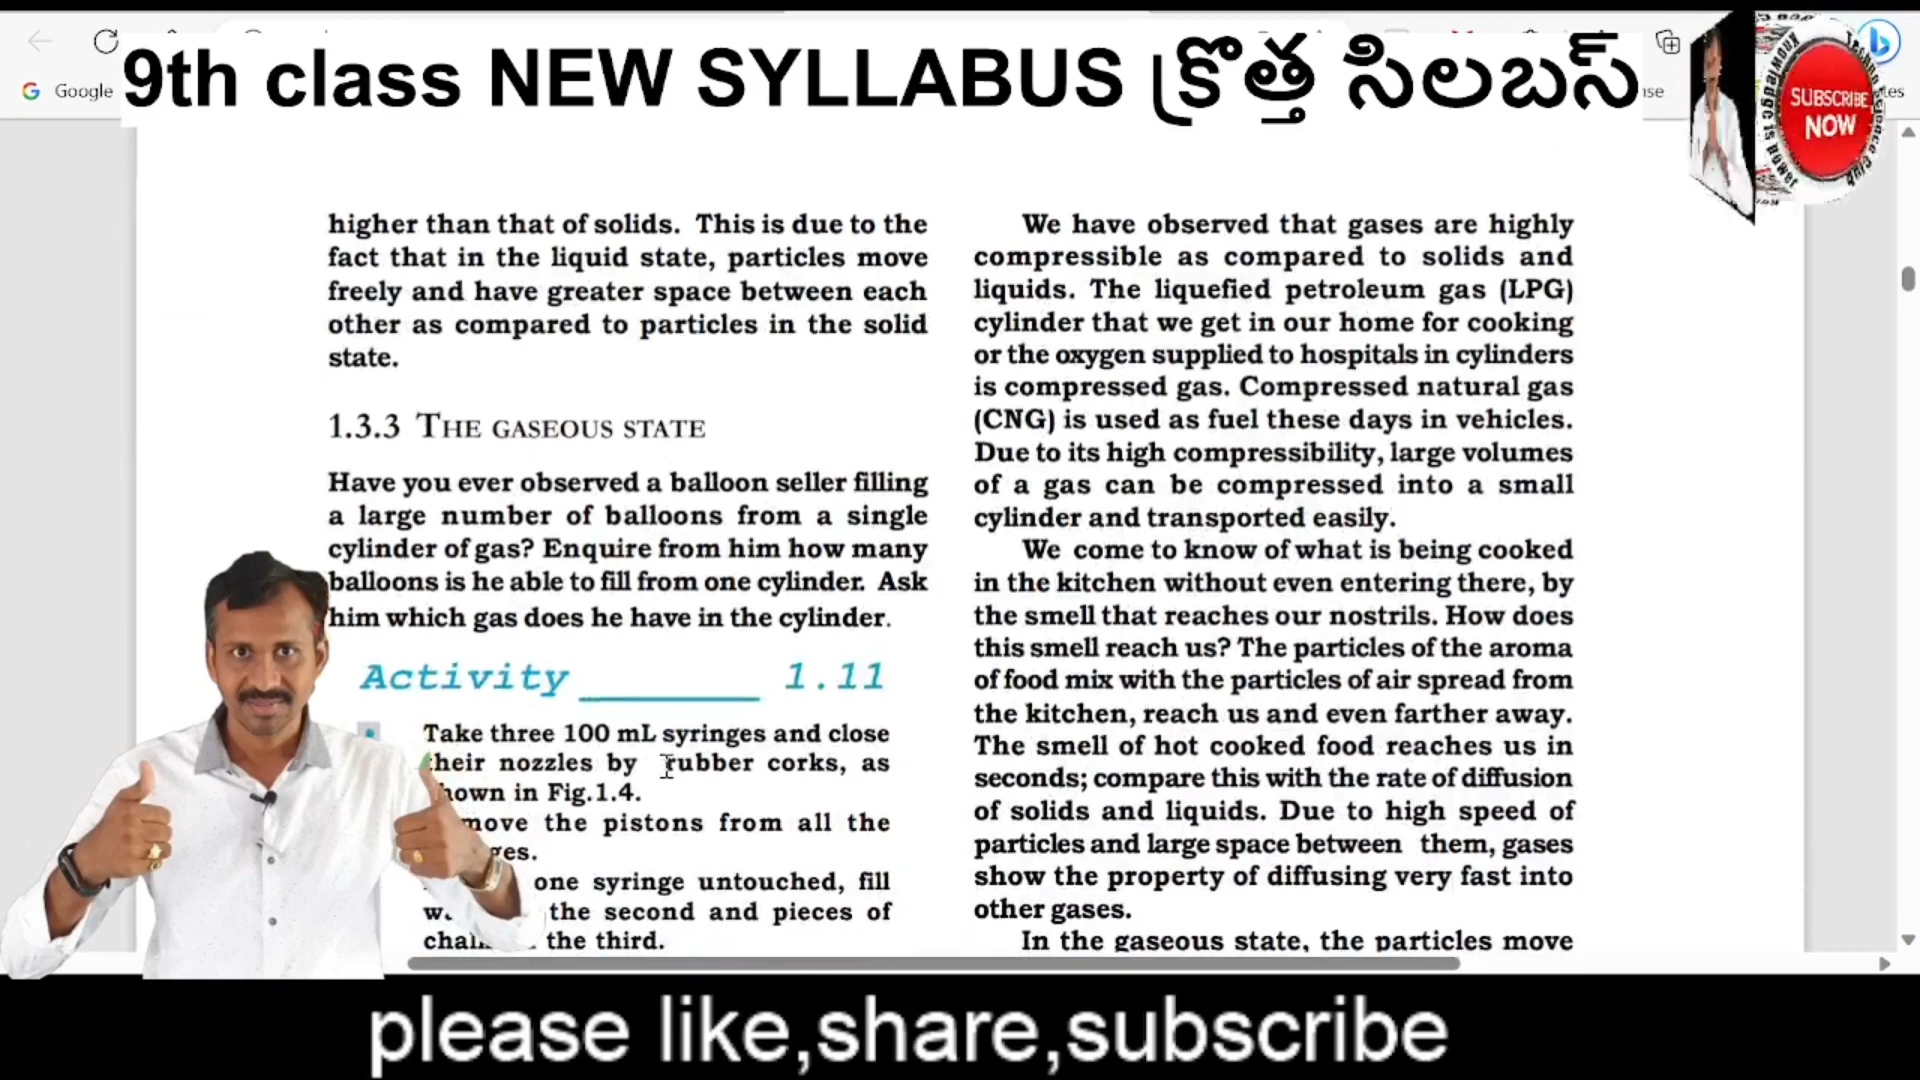 9th class NEW SYLLABUS క్రొత్త సిలబస్
Google
SUBSCRIBE
NOW
higher than that of solids. This is due to the
fact that in the liquid state, particles move
freely and have greater space between each
other as compared to particles in the solid
state.
1.3.3 THE GASEOUS STATE
Have you ever observed a balloon seller filling
a large number of balloons from a single
cylinder of gas? Enquire from him how many
balloons is he able to fill from one cylinder. Ask
him which gas does he have in the cylinder.
Activity 1.11
Take three 100 mL syringes and close
their nozzles by rubber corks, as
in Fig.1.4.
the pistons from all the
one syringe untouched, fill
the second and pieces of
the third.
We have observed that gases are highly
compressible as compared to solids and
liquids. The liquefied petroleum gas (LPG)
cylinder that we get in our home for cooking
or the oxygen supplied to hospitals in cylinders
is compressed gas. Compressed natural gas
(CNG) is used as fuel these days in vehicles.
Due to its high compressibility, large volumes
of a gas can be compressed into a small
cylinder and transported easily.
We come to know of what is being cooked
in the kitchen without even entering there, by
the smell that reaches our nostrils. How does
this smell reach us? The particles of the aroma
of food mix with the particles of air spread from
the kitchen, reach us and even farther away.
The smell of hot cooked food reaches us in
seconds; compare this with the rate of diffusion
of solids and liquids. Due to high speed of
particles and large space between them, gases
show the property of diffusing very fast into
other gases.
In the gaseous state, the particles move
please like,share,subscribe